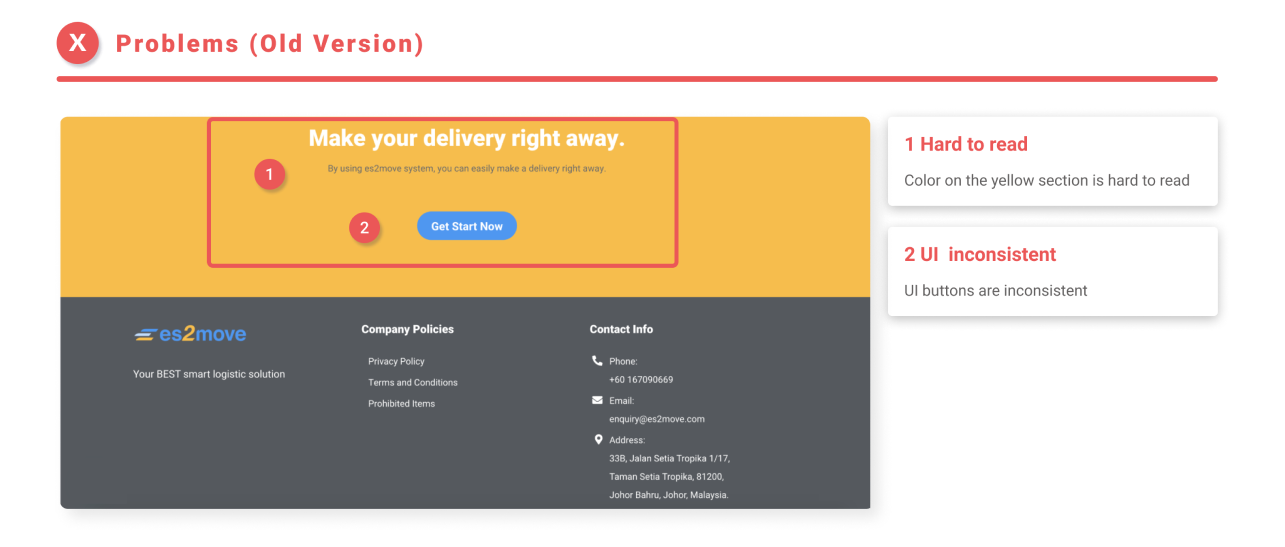 X Problems (Old Version)
Make your delivery right away.
1
By using es2move system, you can easily make a delivery right away.
2
Get Start Now
es2move
Your BEST smart logistic solution
Company Policies
Privacy Policy
Terms and Conditions
Prohibited Items
Contact Info
Phone:
+60 167090669
Email:
enquiry@es2move.com
Address:
33B, Jalan Setia Tropika 1/17,
Taman Setia Tropika, 81200,
Johor Bahru, Johor, Malaysia.
1 Hard to read
Color on the yellow section is hard to read
2 UI  inconsistent
UI buttons are inconsistent